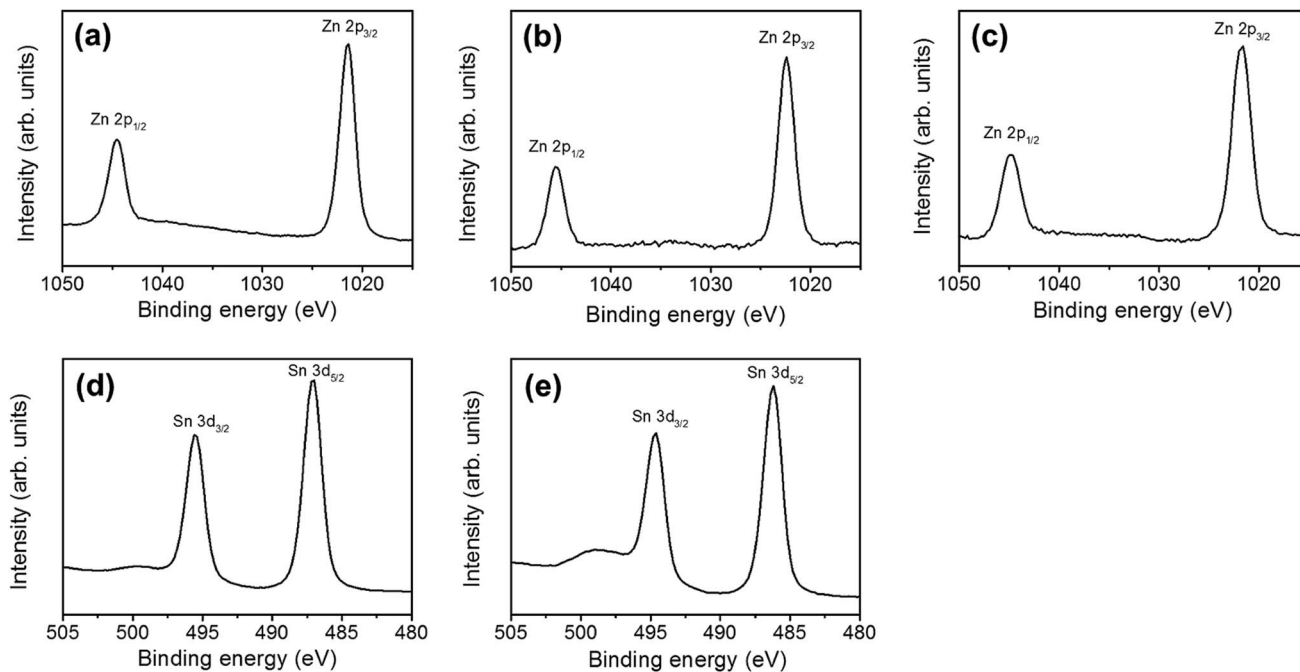 (a)
Zn 2p3/2
Zn 2p1/2
Intensity (arb. units)
1050 1040 1030 1020
Binding energy (eV)
(b)
Zn 2p3/2
Zn 2p1/2
Intensity (arb. units)
1050 1040 1030 1020
Binding energy (eV)
(c)
Zn 2p3/2
Zn 2p1/2
Intensity (arb. units)
1050 1040 1030 1020
Binding energy (eV)
(d)
Sn 3d5/2
Sn 3d3/2
Intensity (arb. units)
505 500 495 490 485 480
Binding energy (eV)
(e)
Sn 3d5/2
Sn 3d3/2
Intensity (arb. units)
505 500 495 490 485 480
Binding energy (eV)